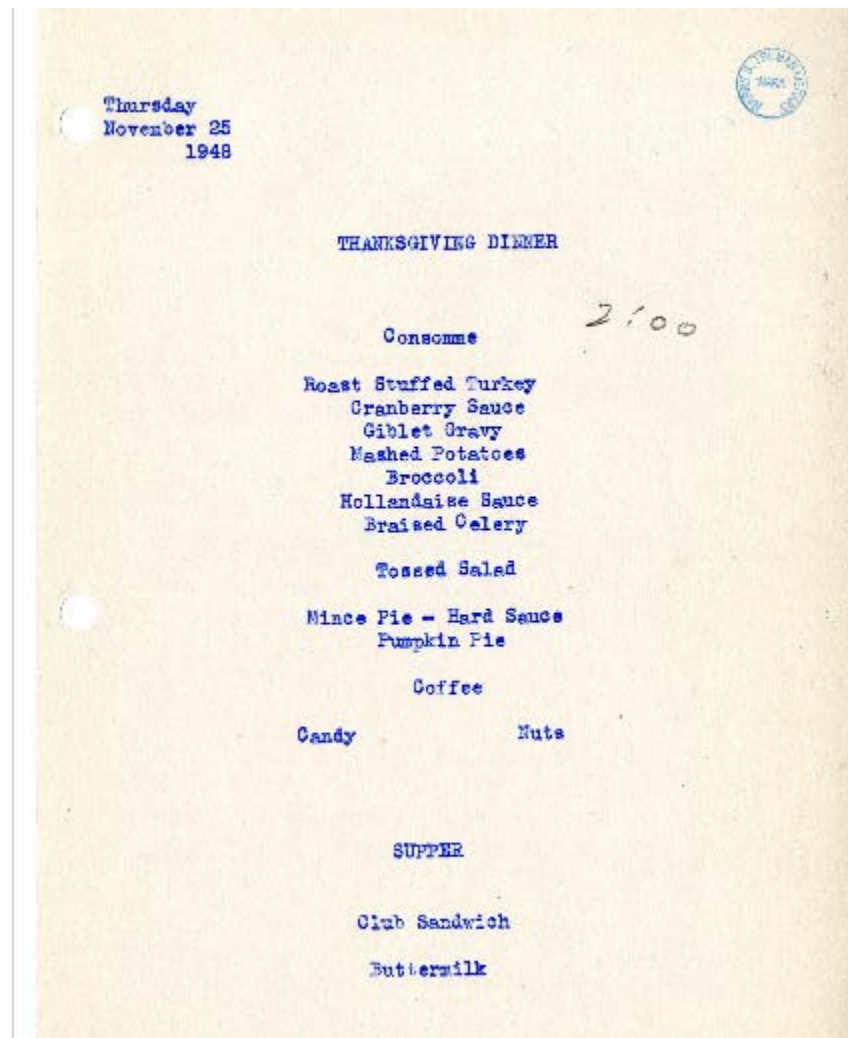 Thursday
November 25
1948
THANKSGIVING DINNER
2:00
Consomme
Roast Stuffed Turkey
Cranberry Sauce
Giblet Gravy
Mashed Potatoes
Broccoli
Hollandaise Sauce
Braised Celery
Tossed Salad
Mince Pie - Hard Sauce
Pumpkin Pie
Coffee
Candy Nuts
SUPPER
Club Sandwich
Buttermilk